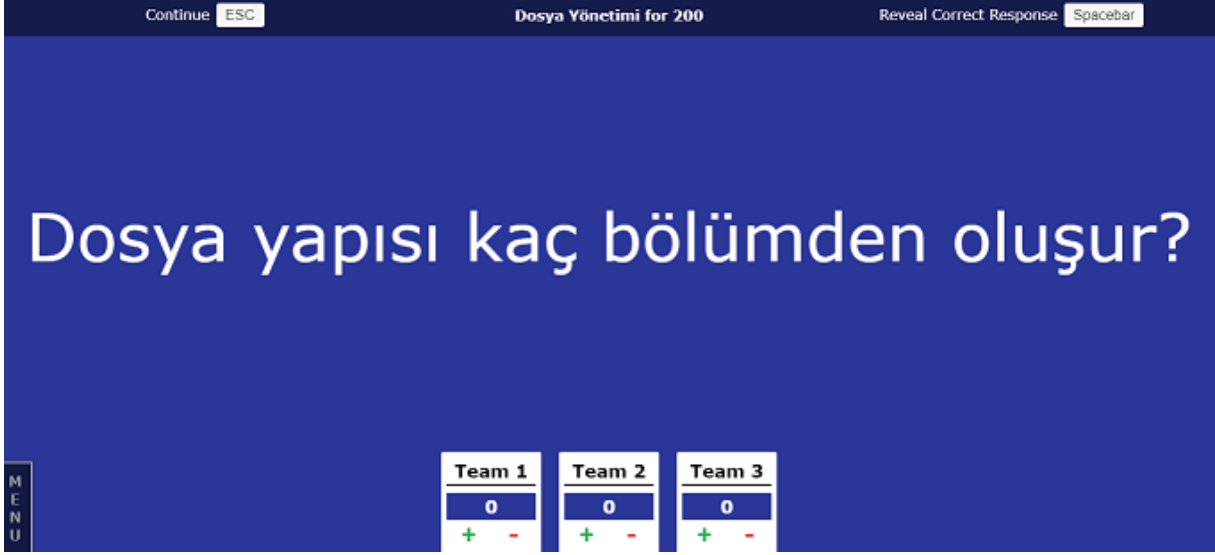 Continue ESC Dosya Yönetimi for 200 Reveal Correct Response Spacebar
Dosya yapısı kaç bölümden oluşur?
MENU
Team 1 Team 2 Team 3
0 0 0
+ - + - + -